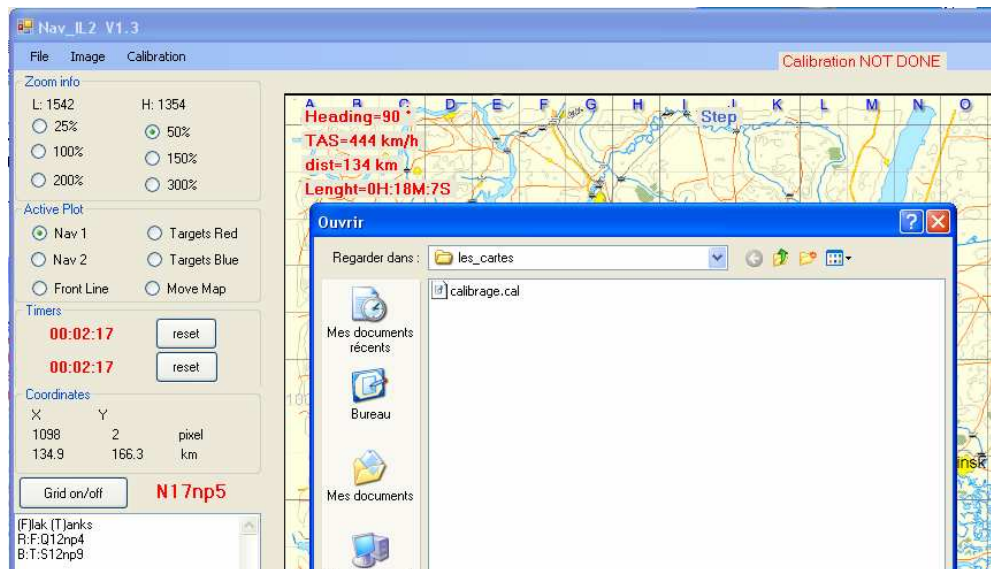 Nav_IL2 V1.3
File Image Calibration
Calibration NOT DONE
Zoom info
L: 1542 H: 1354
25% 50%
100% 150%
200% 300%
Active Plot
Nav 1 Targets Red
Nav 2 Targets Blue
Front Line Move Map
Timers
00:02:17 reset
00:02:17 reset
Coordinates
X Y
1098 2 pixel
134.9 166.3 km
Grid on/off N17np5
(F)lak (T)anks
R:F:Q12np4
B:T:S12np9
A B C D E F G H I J K L M N O
Heading=90 °
Step
TAS=444 km/h
dist=134 km
Lenght=0H:18M:7S
Ouvrir
Regarder dans : les_cartes
calibrage.cal
Mes documents
récents
Bureau
Mes documents